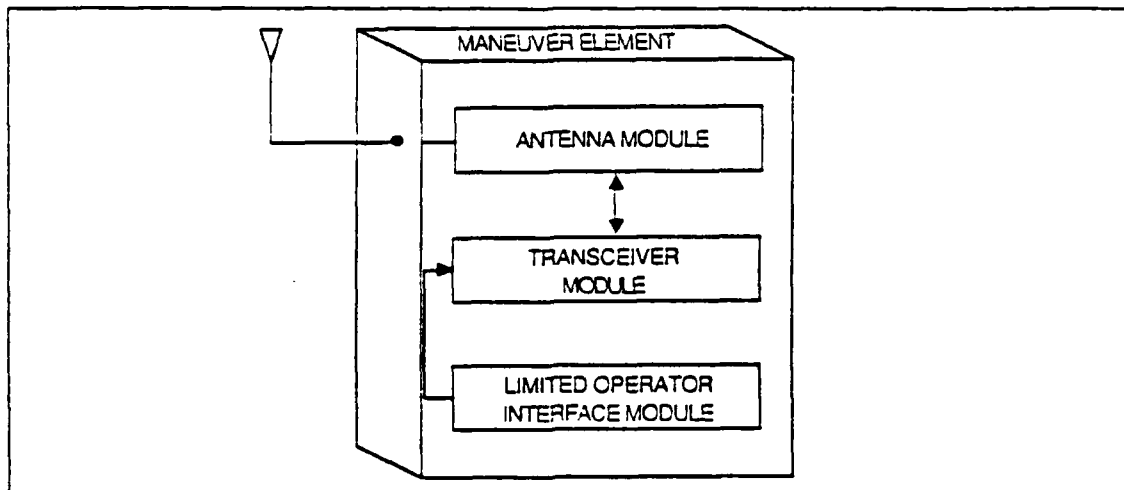 MANEUVER ELEMENT
ANTENNA MODULE
TRANSCEIVER
MODULE
LIMITED OPERATOR
INTERFACE MODULE